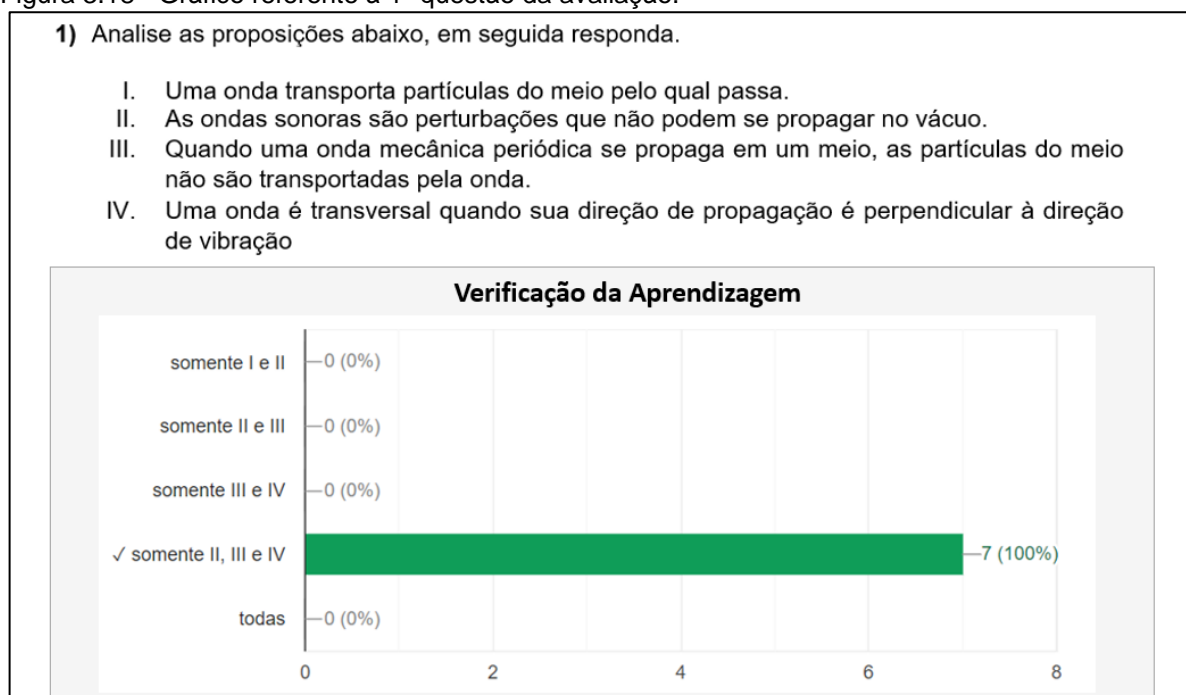 1) Analise as proposições abaixo, em seguida responda.
I. Uma onda transporta partículas do meio pelo qual passa.
II. As ondas sonoras são perturbações que não podem se propagar no vácuo.
III. Quando uma onda mecânica periódica se propaga em um meio, as partículas do meio
não são transportadas pela onda.
IV. Uma onda é transversal quando sua direção de propagação é perpendicular à direção
de vibração
Verificação da Aprendizagem
somente I e II 0 (0%)
somente II e III 0 (0%)
somente III e IV 0 (0%)
✓ somente II, III e IV 7 (100%)
todas 0 (0%)
0 2 4 6 8